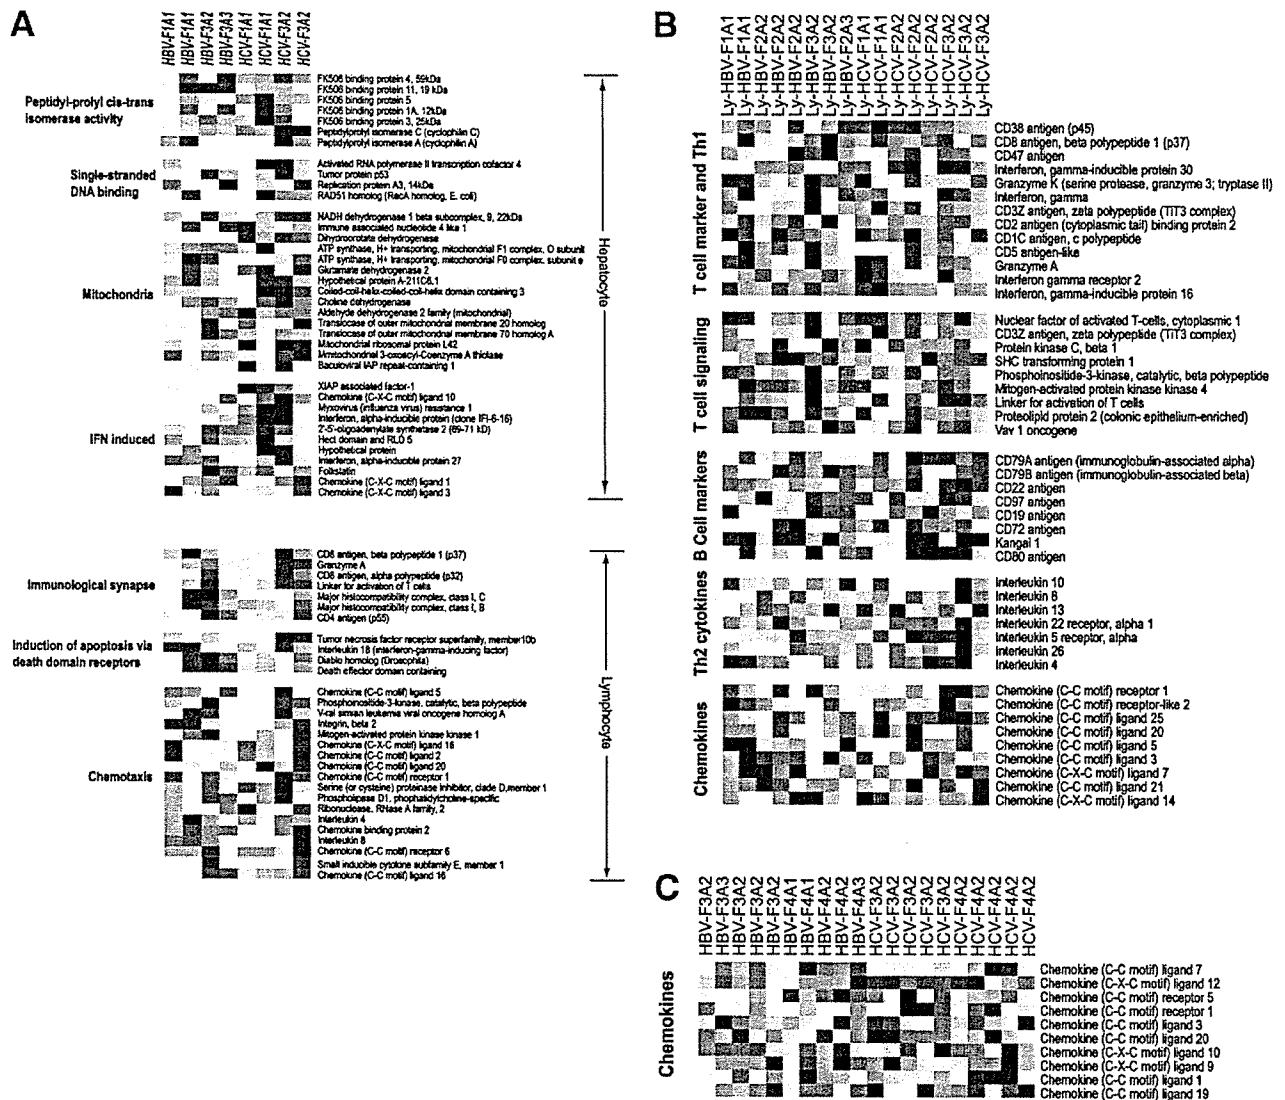 A
HBV-F1A1
HBV-F1A1
HBV-F3A2
HBV-F3A3
HCV-F1A1
HCV-F1A1
HCV-F3A2
HCV-F3A2
Peptidyl-prolyl cis-trans
isomerase activity
FK506 binding protein 4, 59kDa
FK506 binding protein 11, 19 kDa
FK506 binding protein 5
FK506 binding protein 1A, 12kDa
FK506 binding protein 3, 25kDa
Peptidylprolyl isomerase C (cyclophilin C)
Peptidylprolyl isomerase A (cyclophilin A)
Single-stranded
DNA binding
Activated RNA polymerase II transcription cofactor 4
Tumor protein p53
Replication protein A3, 14kDa
RAD51 homolog (RecA homolog, E. coli)
Mitochondria
NADH dehydrogenase 1 beta subcomplex, 9, 22kDa
Immune associated nucleotide 4 like 1
Dihydroorotate dehydrogenase
ATP synthase, H+ transporting, mitochondrial F1 complex, O subunit
ATP synthase, H+ transporting, mitochondrial F0 complex, subunit e
Glutamate dehydrogenase 2
Hypothetical protein A-211C6.1
Coiled-coil-helix-coiled-coil-helix domain containing 3
Choline dehydrogenase
Aldehyde dehydrogenase 2 family (mitochondrial)
Translocase of outer mitochondrial membrane 20 homolog
Translocase of outer mitochondrial membrane 70 homolog A
Mitochondrial ribosomal protein L42
Mitochondrial 3-oxoacyl-Coenzyme A thiolase
Baculoviral IAP repeat-containing 1
IFN induced
XIAP associated factor-1
Chemokine (C-X-C motif) ligand 10
Myxovirus (influenza virus) resistance 1
Interferon, alpha-inducible protein (clone IFI-6-16)
2'-5'-oligoadenylate synthetase 2 (69-71 kD)
Hect domain and RLD 5
Hypothetical protein
Interferon, alpha-inducible protein 27
Follistatin
Chemokine (C-X-C motif) ligand 1
Chemokine (C-X-C motif) ligand 3
Hepatocyte
Immunological synapse
CD8 antigen, beta polypeptide 1 (p37)
Granzyme A
CD8 antigen, alpha polypeptide (p32)
Linker for activation of T cells
Major histocompatibility complex, class I, C
Major histocompatibility complex, class I, B
CD4 antigen (p55)
Induction of apoptosis via
death domain receptors
Tumor necrosis factor receptor superfamily, member10b
Interleukin 18 (interferon-gamma-inducing factor)
Diablo homolog (Drosophila)
Death effector domain containing
Chemotaxis
Chemokine (C-C motif) ligand 5
Phosphoinositide-3-kinase, catalytic, beta polypeptide
V-ral simian leukemia viral oncogene homolog A
Integrin, beta 2
Mitogen-activated protein kinase kinase 1
Chemokine (C-X-C motif) ligand 16
Chemokine (C-C motif) ligand 2
Chemokine (C-C motif) ligand 20
Chemokine (C-C motif) receptor 1
Serine (or cysteine) proteinase inhibitor, clade D,member 1
Phospholipase D1, phophatidylcholine-specific
Ribonuclease, RNase A family, 2
Interleukin 4
Chemokine binding protein 2
Interleukin 8
Chemokine (C-C motif) receptor 6
Small inducible cytokine subfamily E, member 1
Chemokine (C-C motif) ligand 16
Lymphocyte
B
Ly-HBV-F1A1
Ly-HBV-F1A1
Ly-HBV-F2A2
Ly-HBV-F2A2
Ly-HBV-F2A2
Ly-HBV-F3A2
Ly-HBV-F3A2
Ly-HBV-F2A3
Ly-HCV-F1A1
Ly-HCV-F1A1
Ly-HCV-F2A2
Ly-HCV-F2A2
Ly-HCV-F2A2
Ly-HCV-F3A2
Ly-HCV-F3A2
Ly-HCV-F3A2
T cell marker and Th1
CD38 antigen (p45)
CD8 antigen, beta polypeptide 1 (p37)
CD47 antigen
Interferon, gamma-inducible protein 30
Granzyme K (serine protease, granzyme 3; tryptase II)
Interferon, gamma
CD3Z antigen, zeta polypeptide (TiT3 complex)
CD2 antigen (cytoplasmic tail) binding protein 2
CD1C antigen, c polypeptide
CD5 antigen-like
Granzyme A
Interferon gamma receptor 2
Interferon, gamma-inducible protein 16
T cell signaling
Nuclear factor of activated T-cells, cytoplasmic 1
CD3Z antigen, zeta polypeptide (TiT3 complex)
Protein kinase C, beta 1
SHC transforming protein 1
Phosphoinositide-3-kinase, catalytic, beta polypeptide
Mitogen-activated protein kinase kinase 4
Linker for activation of T cells
Proteolipid protein 2 (colonic epithelium-enriched)
Vav 1 oncogene
B Cell markers
CD79A antigen (immunoglobulin-associated alpha)
CD79B antigen (immunoglobulin-associated beta)
CD22 antigen
CD97 antigen
CD19 antigen
CD72 antigen
Kangai 1
CD80 antigen
Th2 cytokines
Interleukin 10
Interleukin 8
Interleukin 13
Interleukin 22 receptor, alpha 1
Interleukin 5 receptor, alpha
Interleukin 26
Interleukin 4
Chemokines
Chemokine (C-C motif) receptor 1
Chemokine (C-C motif) receptor-like 2
Chemokine (C-C motif) ligand 25
Chemokine (C-C motif) ligand 20
Chemokine (C-C motif) ligand 5
Chemokine (C-C motif) ligand 3
Chemokine (C-X-C motif) ligand 7
Chemokine (C-C motif) ligand 21
Chemokine (C-X-C motif) ligand 14
C
HBV-F3A2
HBV-F3A3
HBV-F3A2
HBV-F3A2
HBV-F3A2
HBV-F4A1
HBV-F4A1
HBV-F4A2
HBV-F4A2
HBV-F4A3
HCV-F3A2
HCV-F3A2
HCV-F3A2
HCV-F3A2
HCV-F3A2
HCV-F4A2
HCV-F4A2
HCV-F4A2
HCV-F4A2
HCV-F4A2
Chemokines
Chemokine (C-C motif) ligand 7
Chemokine (C-X-C motif) ligand 12
Chemokine (C-C motif) receptor 5
Chemokine (C-C motif) receptor 1
Chemokine (C-C motif) ligand 3
Chemokine (C-C motif) ligand 20
Chemokine (C-X-C motif) ligand 10
Chemokine (C-X-C motif) ligand 9
Chemokine (C-C motif) ligand 1
Chemokine (C-C motif) ligand 19